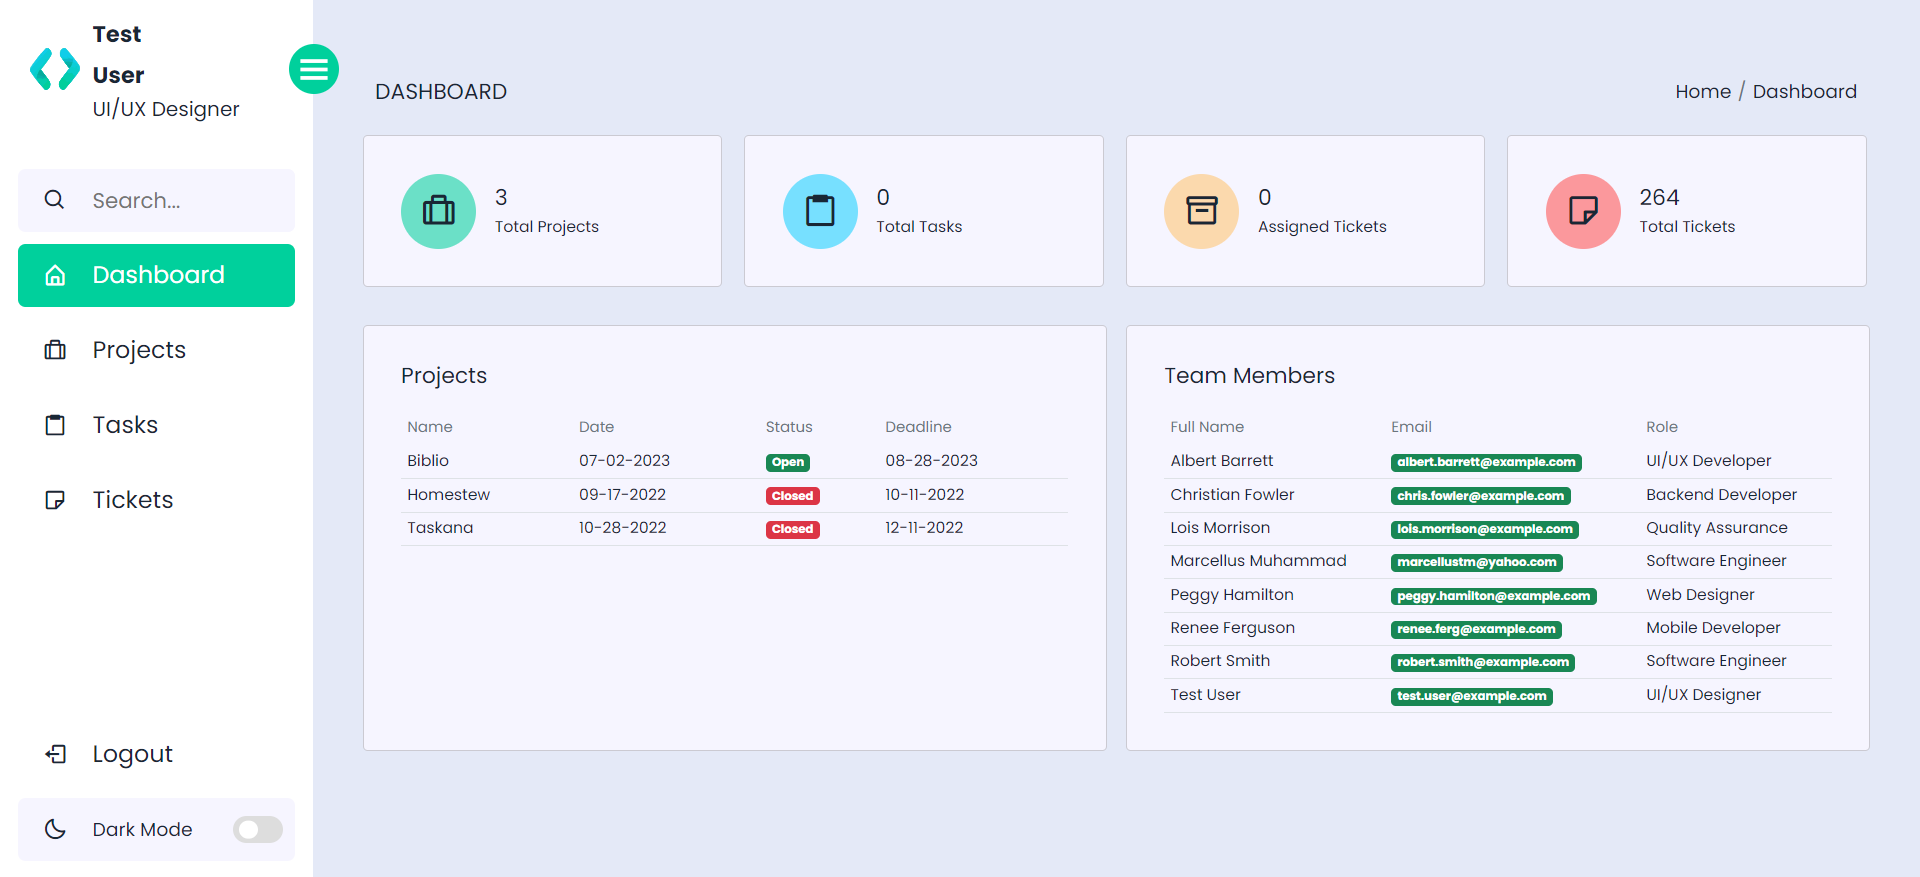 Test
User
UI/UX Designer
Search...
Dashboard
Projects
Tasks
Tickets
Logout
Dark Mode
DASHBOARD
Home / Dashboard
3
Total Projects
0
Total Tasks
0
Assigned Tickets
264
Total Tickets
Projects
Name Date Status Deadline
Biblio 07-02-2023 Open 08-28-2023
Homestew 09-17-2022 Closed 10-11-2022
Taskana 10-28-2022 Closed 12-11-2022
Team Members
Full Name Email Role
Albert Barrett albert.barrett@example.com UI/UX Developer
Christian Fowler chris.fowler@example.com Backend Developer
Lois Morrison lois.morrison@example.com Quality Assurance
Marcellus Muhammad marcellustm@yahoo.com Software Engineer
Peggy Hamilton peggy.hamilton@example.com Web Designer
Renee Ferguson renee.ferg@example.com Mobile Developer
Robert Smith robert.smith@example.com Software Engineer
Test User test.user@example.com UI/UX Designer